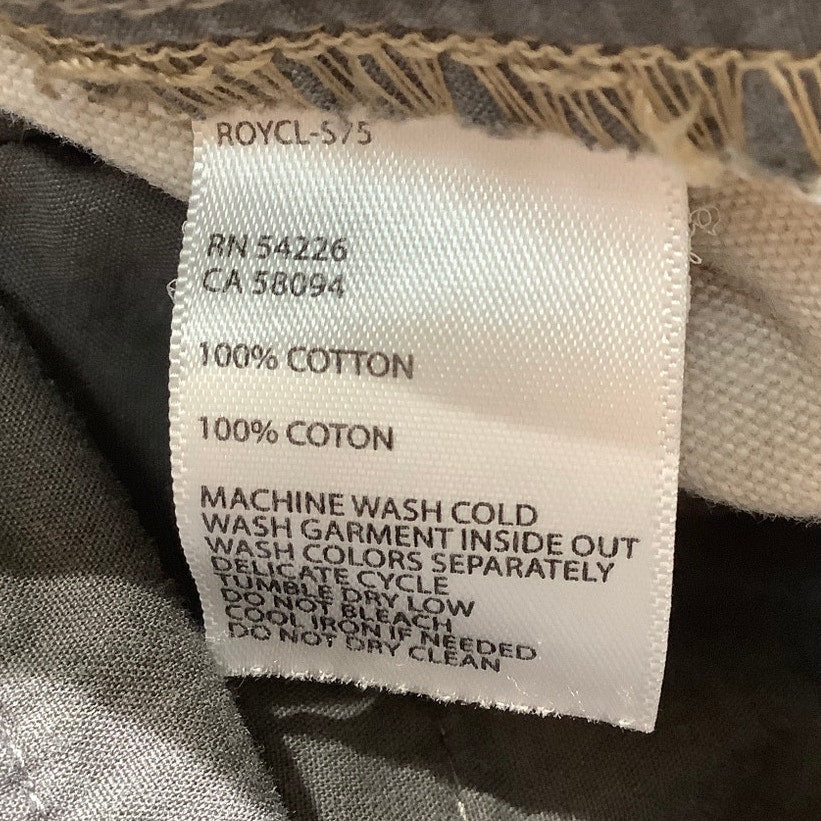 ROYCL-S75
RN 54226
CA 58094
100% COTTON
100% COTON
MACHINE WASH COLD
WASH GARMENT INSIDE OUT
WASH COLORS SEPARATELY
DELICATE CYCLE
TUMBLE DRY LOW
DO NOT BLEACH
COOL IRON IF NEEDED
DO NOT DRY CLEAN